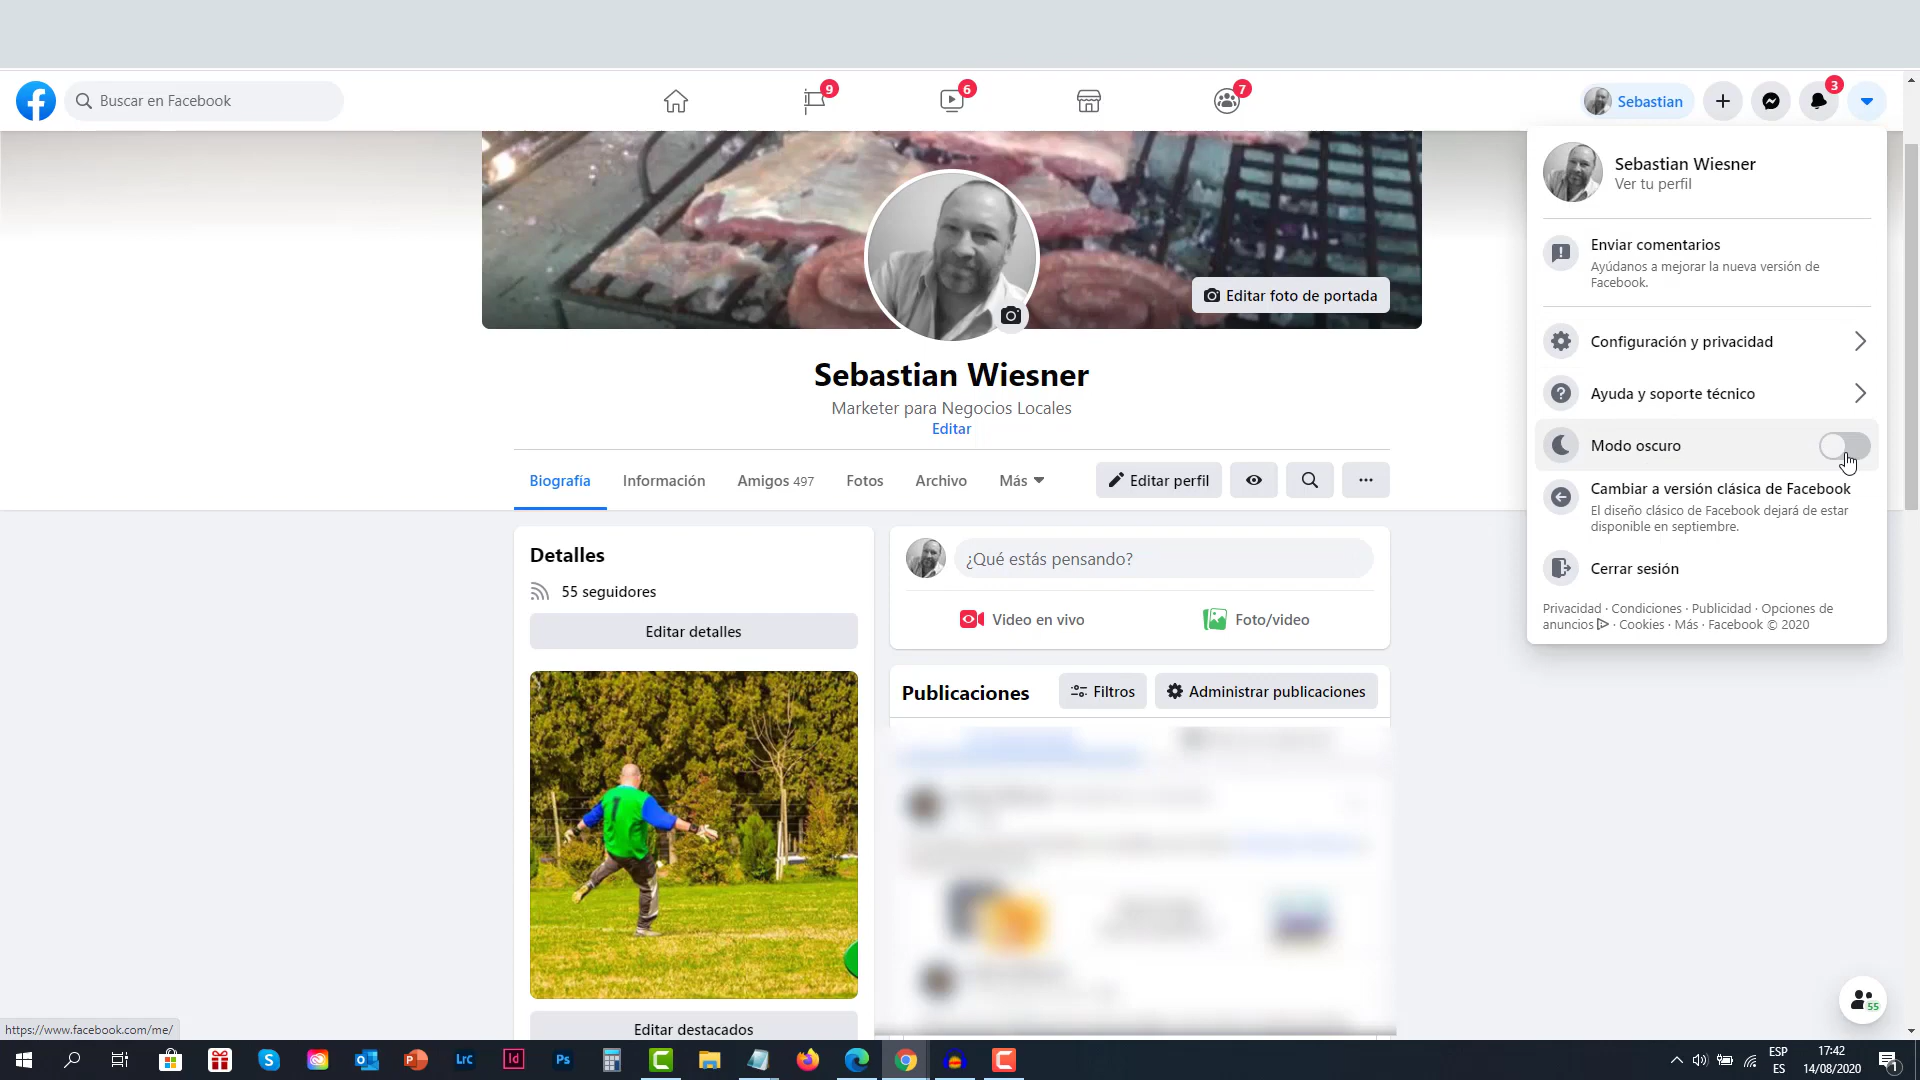 Buscar en Facebook
9
6
7
Sebastian
3
Sebastian Wiesner
Ver tu perfil
Enviar comentarios
Ayúdanos a mejorar la nueva versión de
Facebook.
Configuración y privacidad
Ayuda y soporte técnico
Modo oscuro
Cambiar a versión clásica de Facebook
El diseño clásico de Facebook dejará de estar
disponible en septiembre.
Cerrar sesión
Privacidad · Condiciones · Publicidad · Opciones de
anuncios · Cookies · Más · Facebook © 2020
Editar foto de portada
Sebastian Wiesner
Marketer para Negocios Locales
Editar
Biografía Información Amigos 497 Fotos Archivo Más Editar perfil
Detalles
55 seguidores
Editar detalles
¿Qué estás pensando?
Video en vivo Foto/video
Publicaciones Filtros Administrar publicaciones
1
Editar destacados
55
https://www.facebook.com/me/
Lrc Id Ps
ESP
ES
17:42
14/08/2020
1